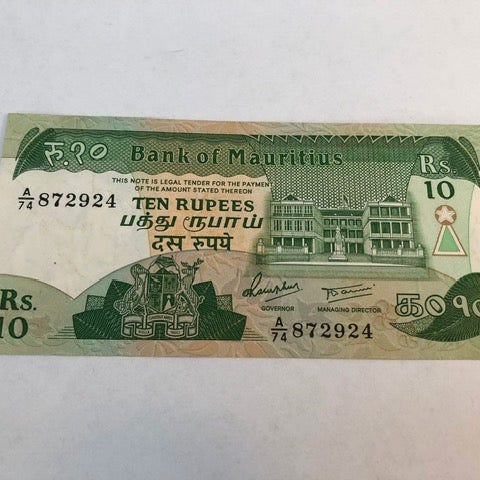 रु.१०
Bank of Mauritius
Rs.
10
THIS NOTE IS LEGAL TENDER FOR THE PAYMENT
OF THE AMOUNT STATED THEREON
A/74 872924
TEN RUPEES
பத்து ரூபாய்
दस रुपये
Rs.
10
GOVERNOR
MANAGING DIRECTOR
A/74 872924